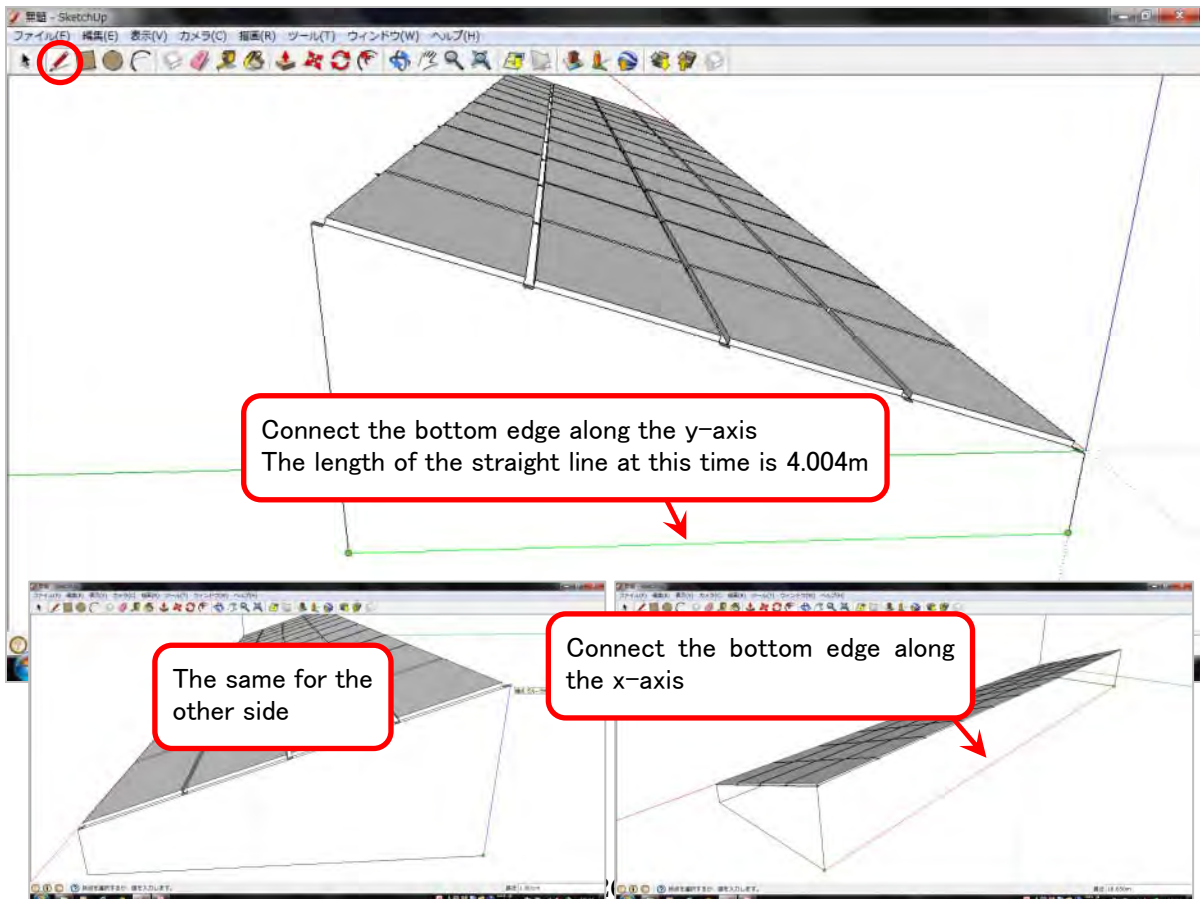 無題 - SketchUp
ファイル(F) 編集(E) 表示(V) カメラ(C) 描画(R) ツール(T) ウィンドウ(W) ヘルプ(H)
Connect the bottom edge along the y-axis
The length of the straight line at this time is 4.004m
The same for the
other side
Connect the bottom edge along
the x-axis